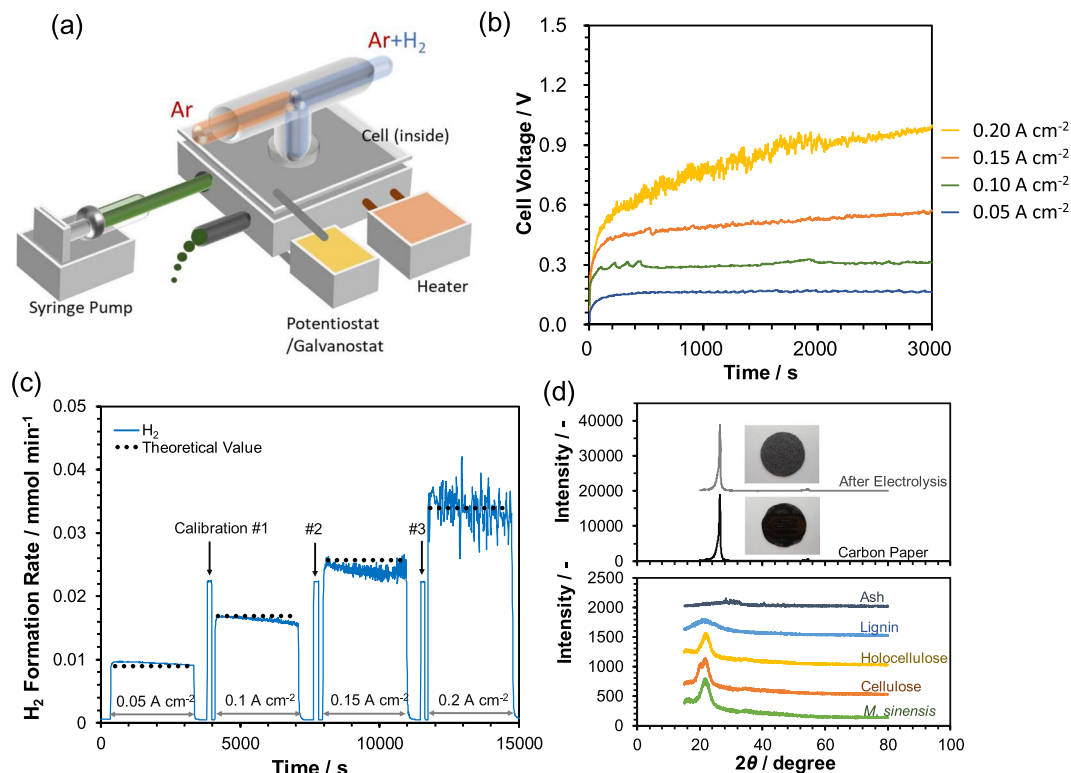 (a)
Ar+H2
Ar
Cell (inside)
Syringe Pump
Heater
Potentiostat
/Galvanostat
(b)
Cell Voltage / V
1.5
1.2
0.9
0.6
0.3
0.0
0
1000
2000
3000
Time / s
0.20 A cm-2
0.15 A cm-2
0.10 A cm-2
0.05 A cm-2
(c)
H2 Formation Rate / mmol min-1
0.05
0.04
0.03
0.02
0.01
0
H2
Theoretical Value
Calibration #1
#2
#3
0.05 A cm-2
0.1 A cm-2
0.15 A cm-2
0.2 A cm-2
0
5000
10000
15000
Time / s
(d)
Intensity / -
40000
30000
20000
10000
0
After Electrolysis
Carbon Paper
Intensity / -
2500
2000
1500
1000
500
0
Ash
Lignin
Holocellulose
Cellulose
M. sinensis
0
20
40
60
80
100
2θ / degree